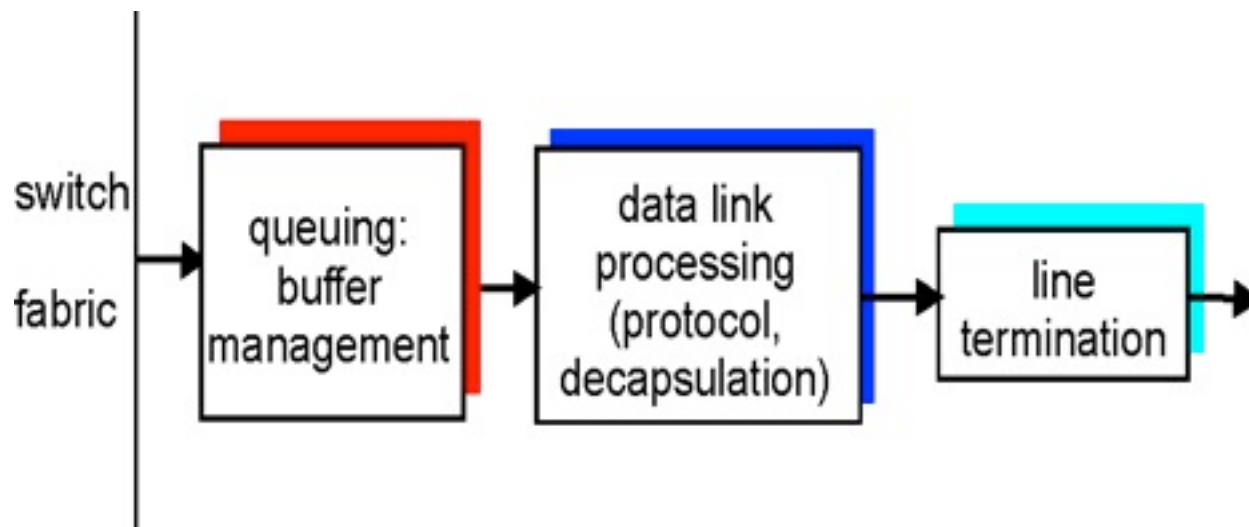 switch
fabric
queuing:
buffer
management
data link
processing
(protocol,
decapsulation)
line
termination